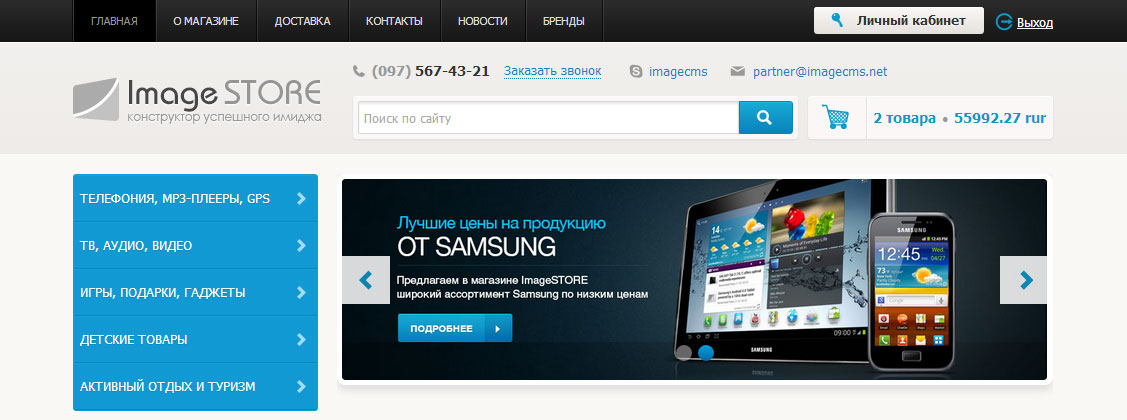 ГЛАВНАЯ О МАГАЗИНЕ ДОСТАВКА КОНТАКТЫ НОВОСТИ БРЕНДЫ Личный кабинет Выход
(097) 567-43-21 Заказать звонок imagecms partner@imagecms.net
Image STORE
конструктор успешного имиджа
Поиск по сайту
2 товара • 55992.27 rur
ТЕЛЕФОНИЯ, МР3-ПЛЕЕРЫ, GPS
ТВ, АУДИО, ВИДЕО
ИГРЫ, ПОДАРКИ, ГАДЖЕТЫ
ДЕТСКИЕ ТОВАРЫ
АКТИВНЫЙ ОТДЫХ И ТУРИЗМ
Лучшие цены на продукцию
ОТ SAMSUNG
Предлагаем в магазине ImageSTORE
широкий ассортимент Samsung по низким ценам
ПОДРОБНЕЕ
SAMSUNG
SAMSUNG
12:45